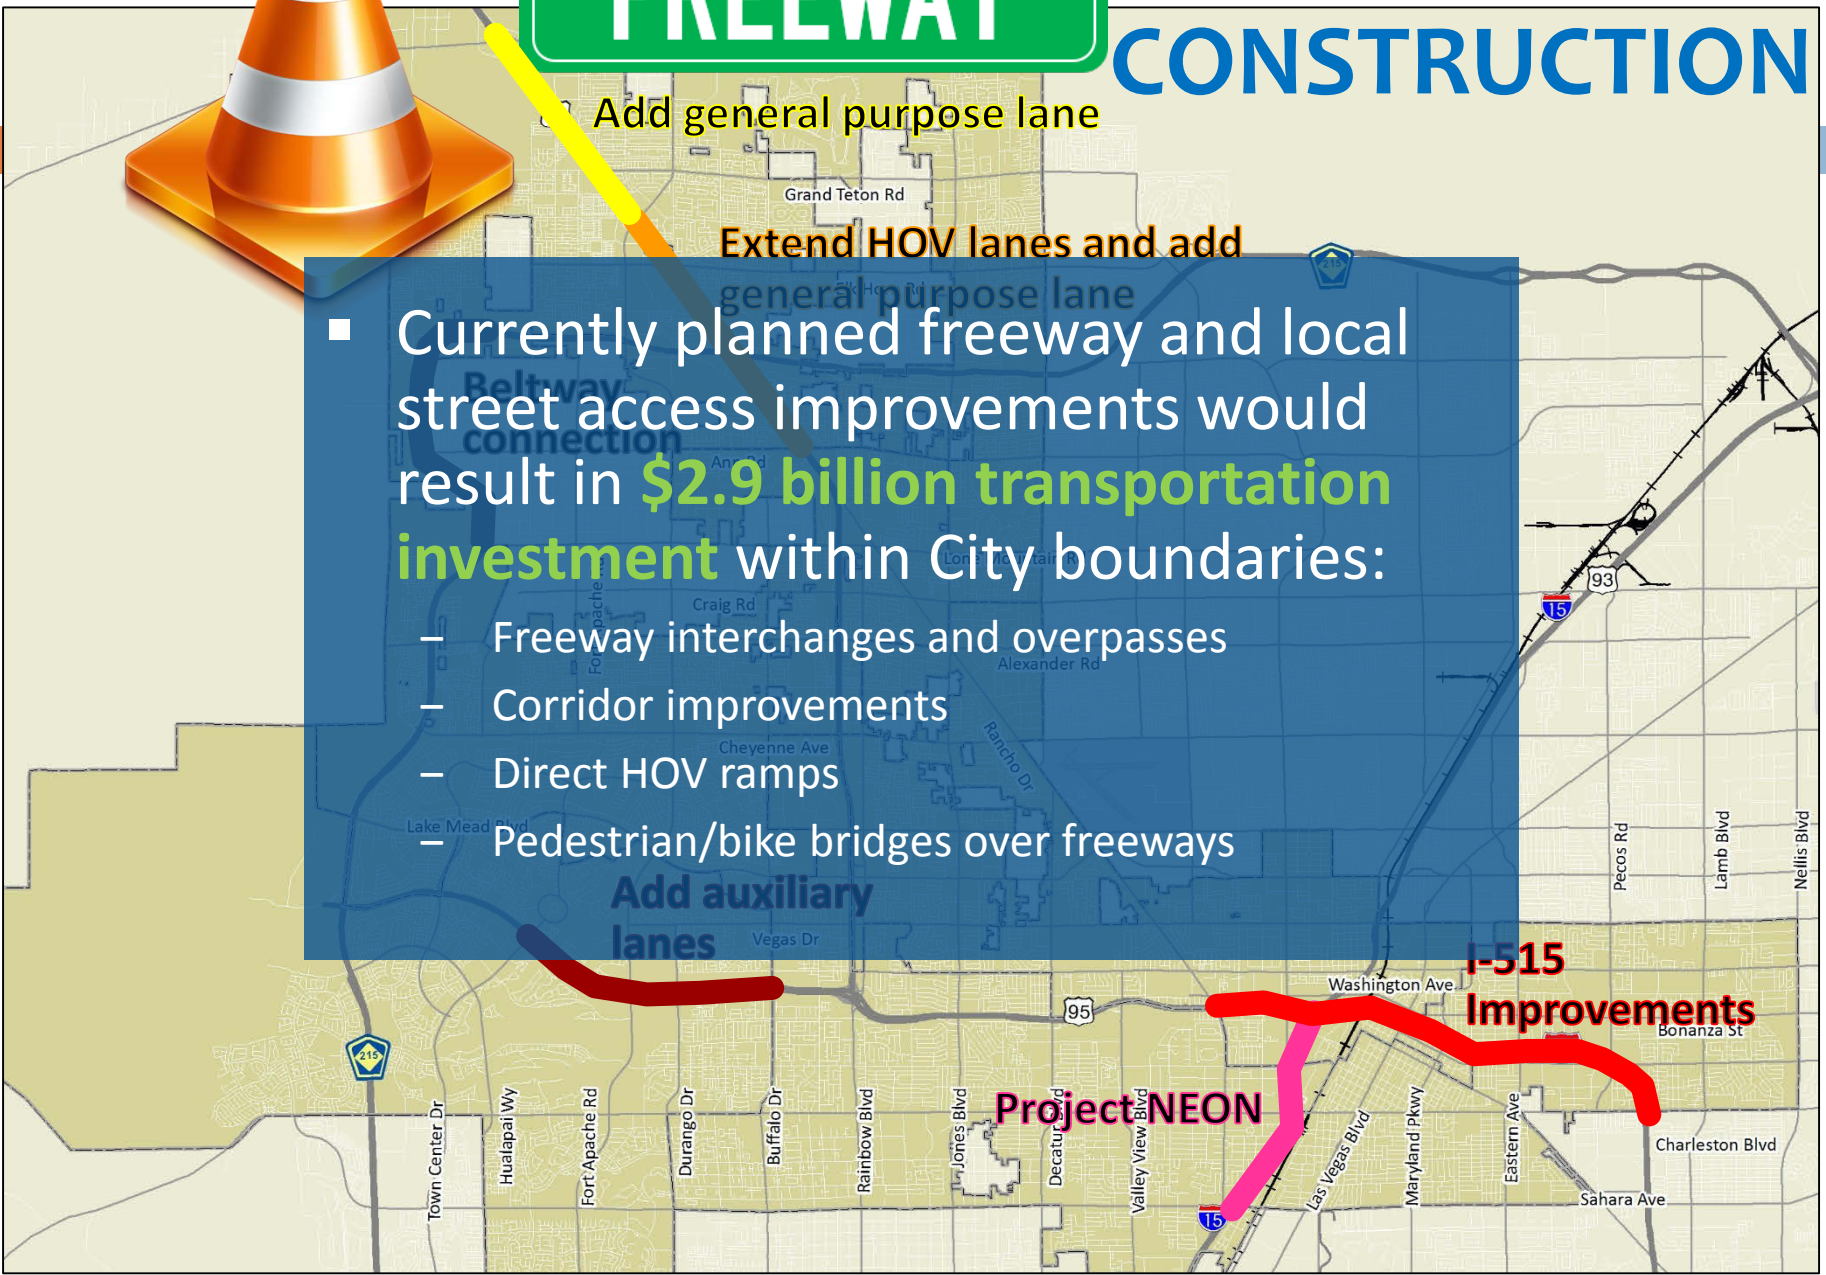 FREEWAY
CONSTRUCTION
Add general purpose lane
Grand Teton Rd
Extend HOV lanes and add
general purpose lane
215
▪ Currently planned freeway and local
street access improvements would
result in $2.9 billion transportation
investment within City boundaries:
– Freeway interchanges and overpasses
– Corridor improvements
– Direct HOV ramps
– Pedestrian/bike bridges over freeways
Beltway
connection
Ann Rd
Lone Mountain Rd
Craig Rd
Alexander Rd
Cheyenne Ave
Rancho Dr
Lake Mead Blvd
93
15
Pecos Rd
Lamb Blvd
Nellis Blvd
Add auxiliary
lanes
Vegas Dr
I-515
Improvements
Washington Ave
95
Bonanza St
215
Project NEON
Town Center Dr
Hualapai Wy
Fort Apache Rd
Durango Dr
Buffalo Dr
Rainbow Blvd
Jones Blvd
Decatur Blvd
Valley View Blvd
Las Vegas Blvd
Maryland Pkwy
Eastern Ave
Charleston Blvd
Sahara Ave
15